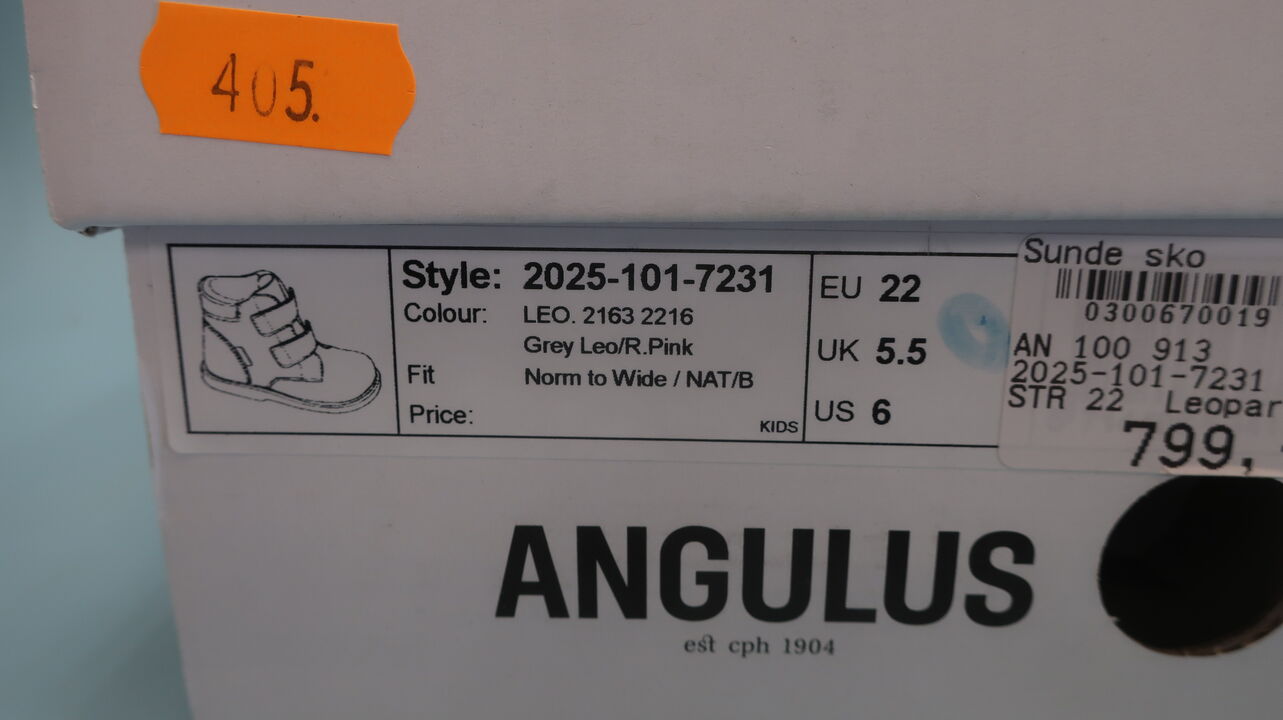 405.
Style: 2025-101-7231
Colour: LEO. 2163 2216
Grey Leo/R.Pink
Fit Norm to Wide / NAT/B
Price:
KIDS
EU 22
UK 5.5
US 6
Sunde sko
0300670019
AN 100 913
2025-101-7231
STR 22 Leopar
799,
ANGULUS
est cph 1904